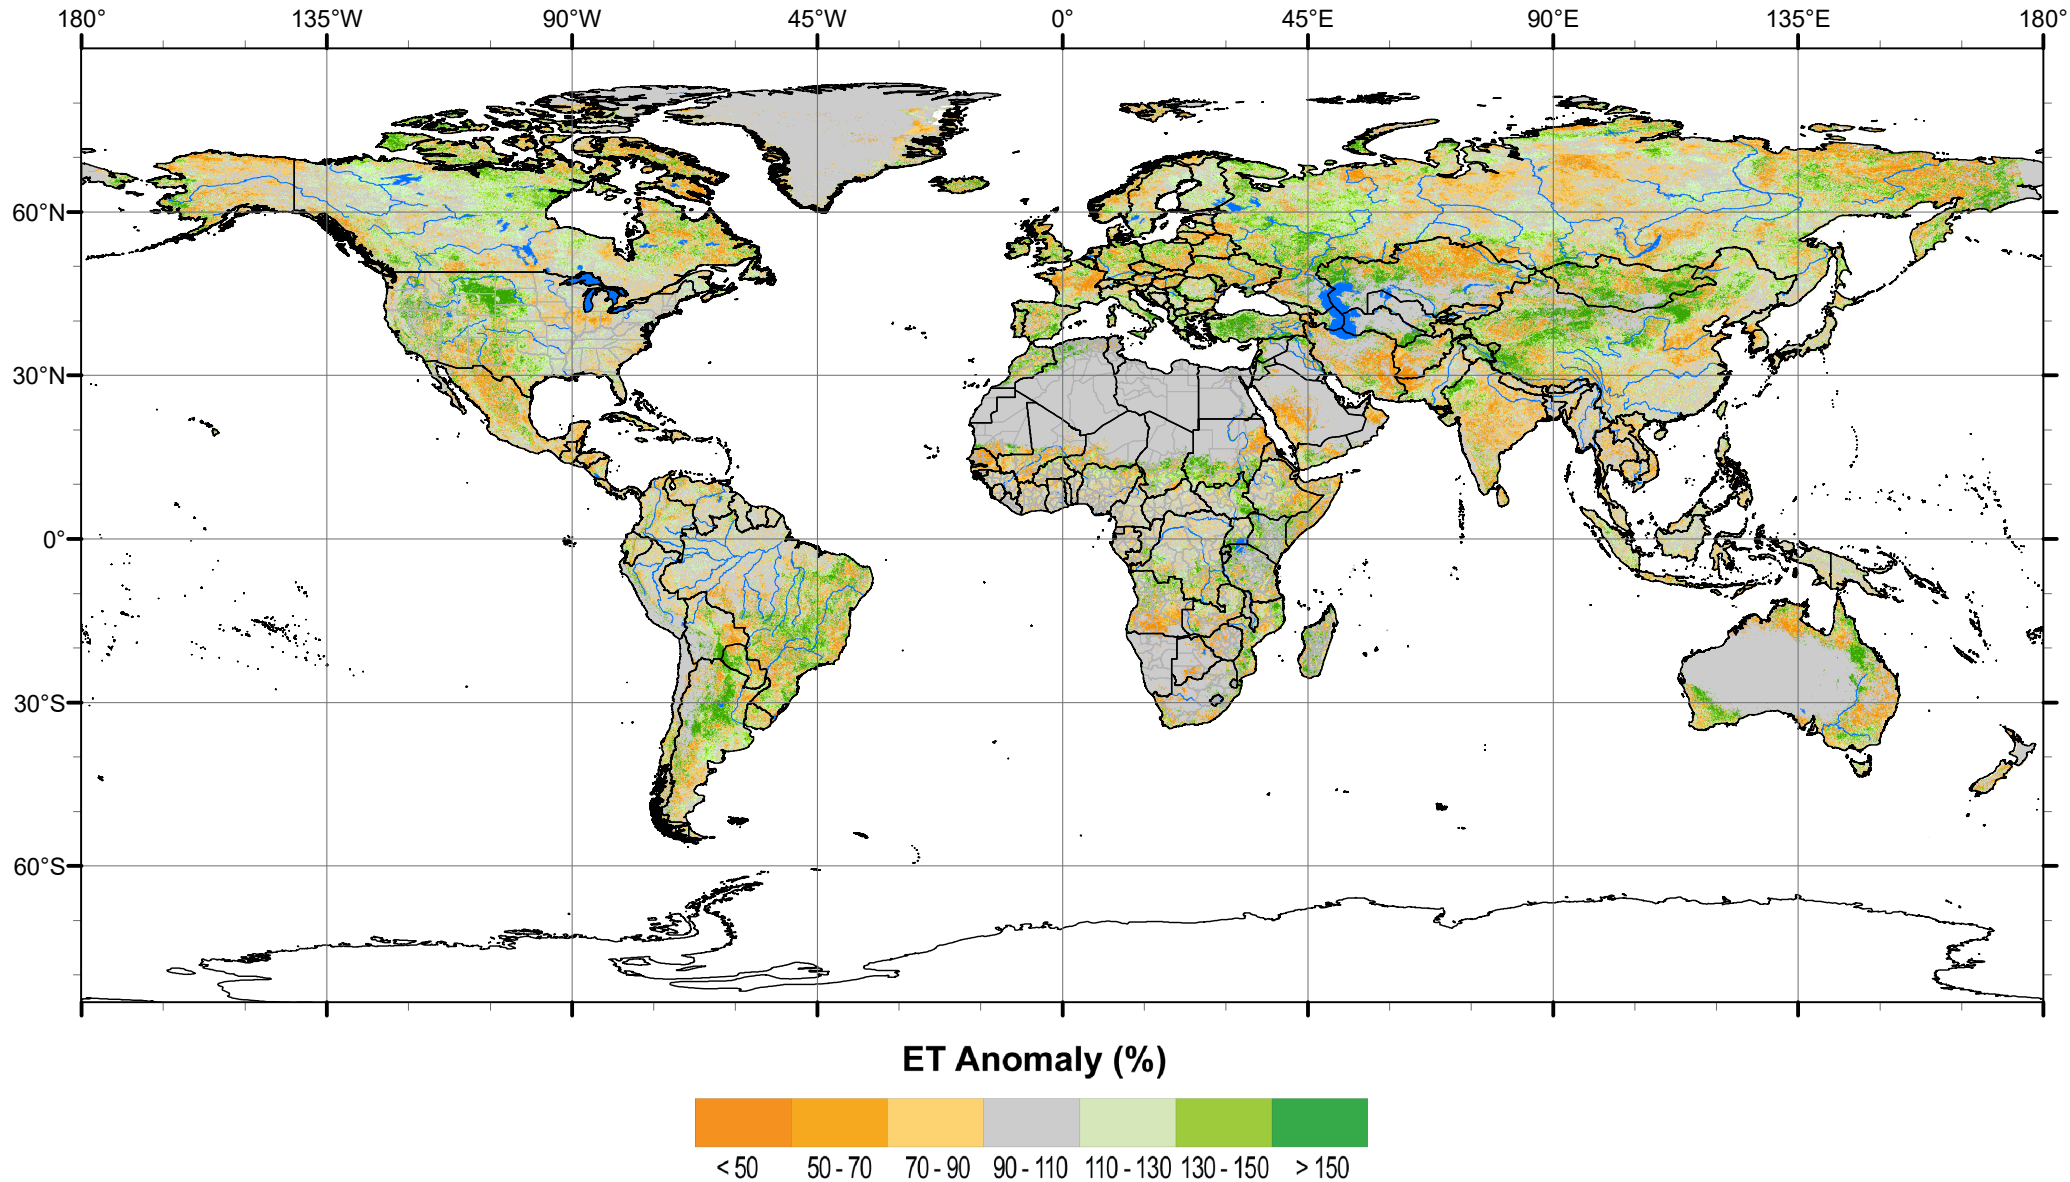 180° 135°W 90°W 45°W 0° 45°E 90°E 135°E 180°
60°N
30°N
0°
30°S
60°S
ET Anomaly (%)
< 50 50 - 70 70 - 90 90 - 110 110 - 130 130 - 150 > 150